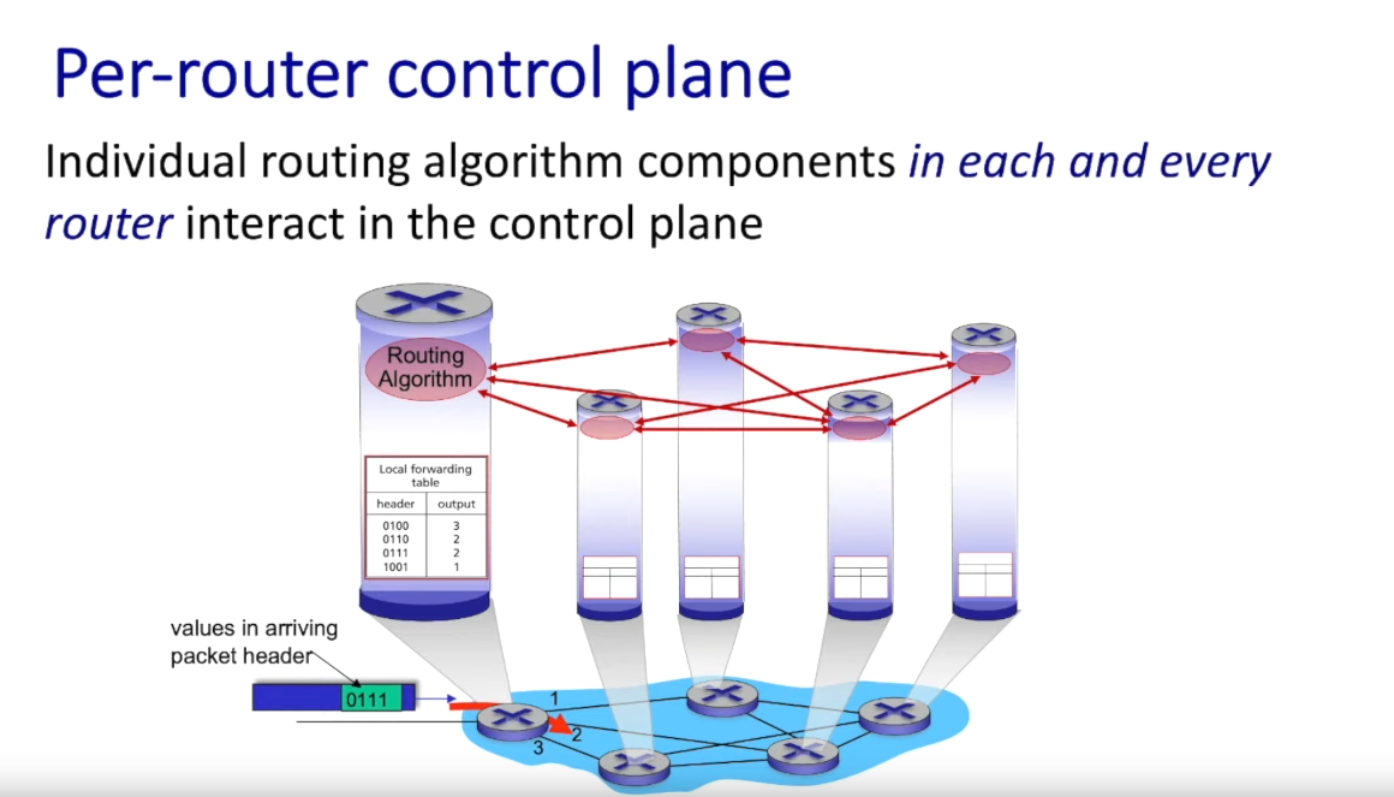 Per-router control plane
Individual routing algorithm components in each and every
router interact in the control plane
Routing
Algorithm
Local forwarding
table
header output
0100 3
0110 2
0111 2
1001 1
values in arriving
packet header
0111
1
2
3